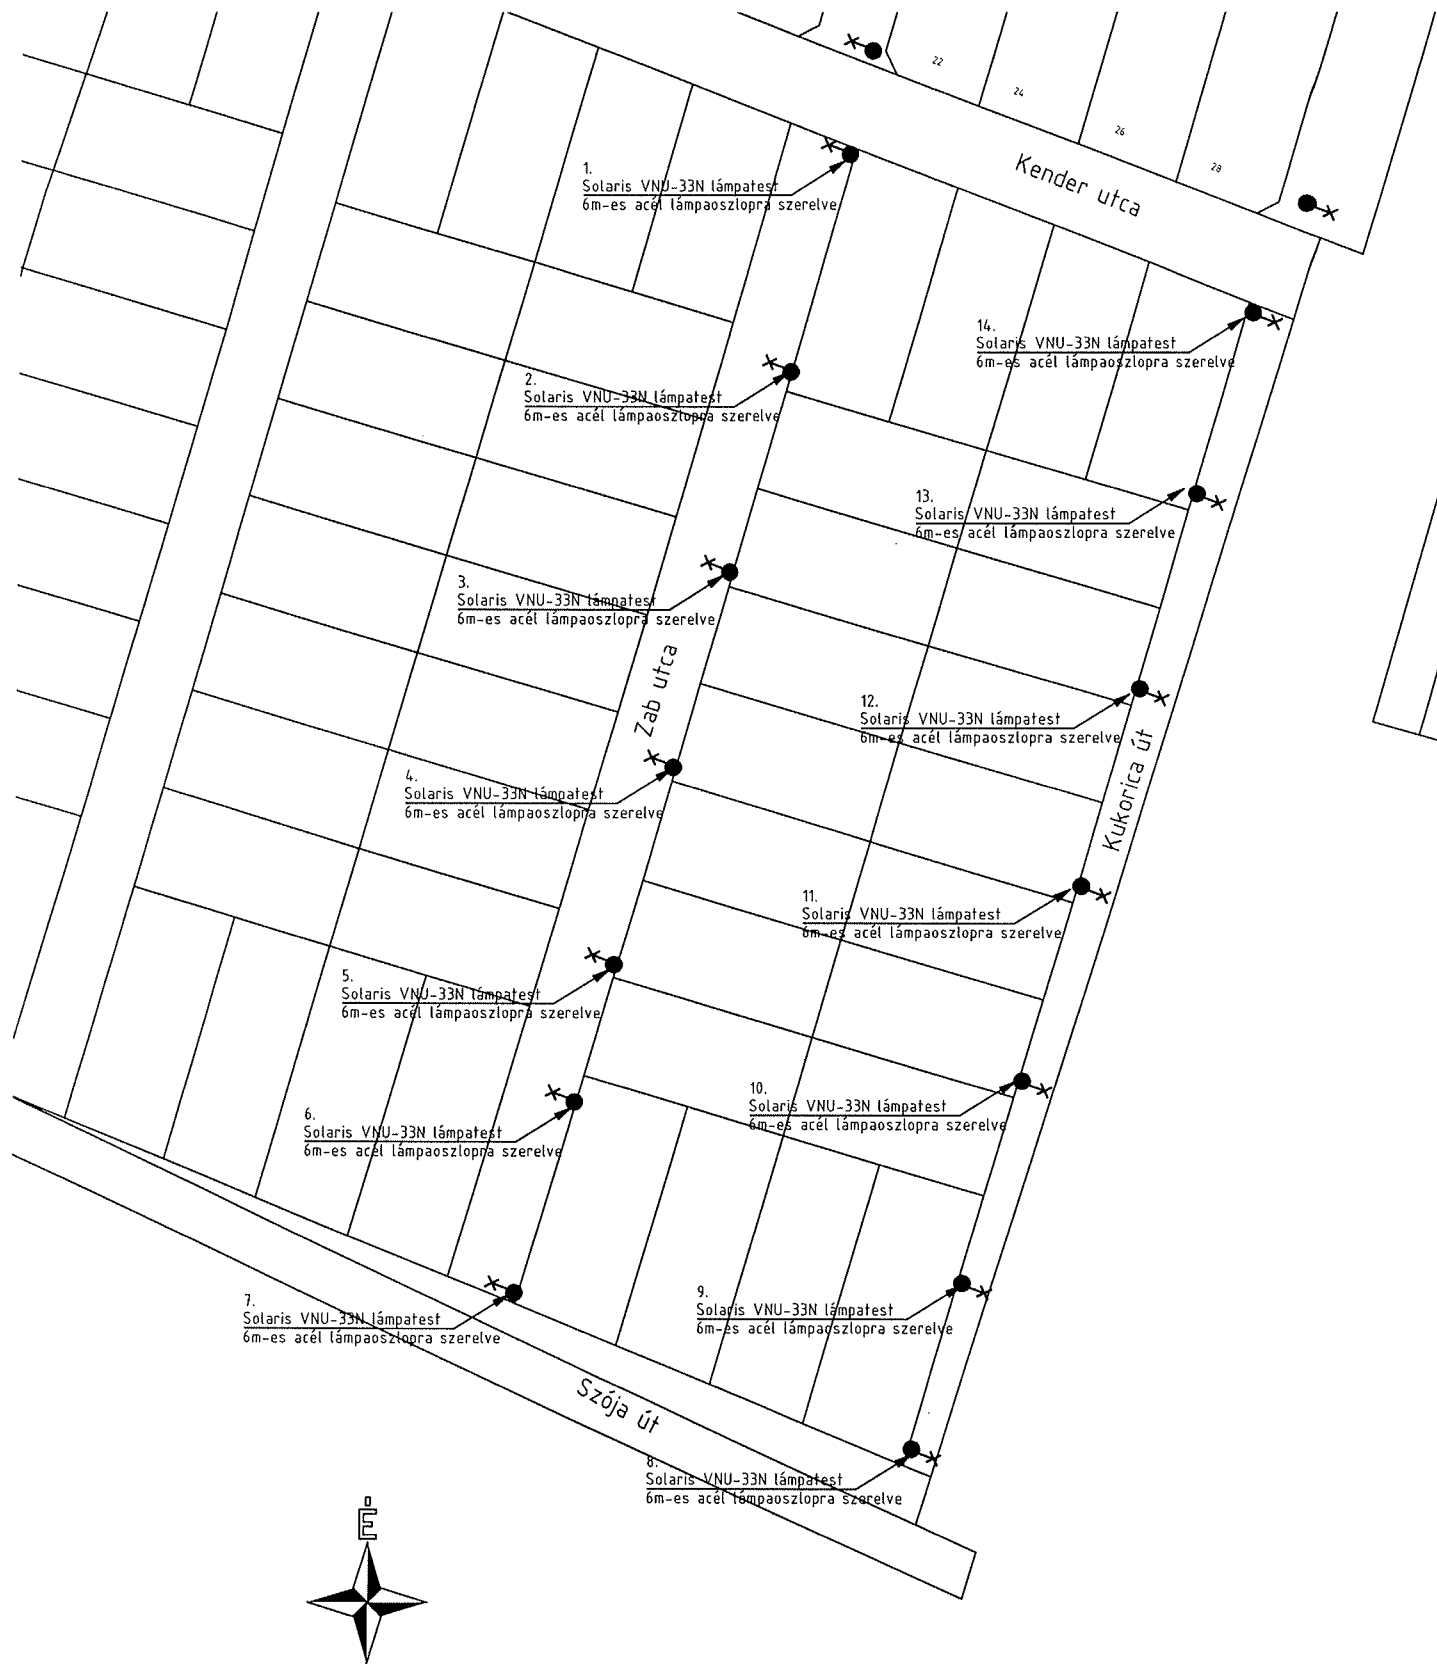 22
24
26
28
Kender utca
1.
Solaris VNU-33N lámpatest
6m-es acél lámpaoszlopra szerelve
14.
Solaris VNU-33N lámpatest
6m-es acél lámpaoszlopra szerelve
2.
Solaris VNU-33N lámpatest
6m-es acél lámpaoszlopra szerelve
13.
Solaris VNU-33N lámpatest
6m-es acél lámpaoszlopra szerelve
3.
Solaris VNU-33N lámpatest
6m-es acél lámpaoszlopra szerelve
Zab utca
12.
Solaris VNU-33N lámpatest
6m-es acél lámpaoszlopra szerelve
Kukorica út
4.
Solaris VNU-33N lámpatest
6m-es acél lámpaoszlopra szerelve
11.
Solaris VNU-33N lámpatest
6m-es acél lámpaoszlopra szerelve
5.
Solaris VNU-33N lámpatest
6m-es acél lámpaoszlopra szerelve
10.
Solaris VNU-33N lámpatest
6m-es acél lámpaoszlopra szerelve
6.
Solaris VNU-33N lámpatest
6m-es acél lámpaoszlopra szerelve
9.
Solaris VNU-33N lámpatest
6m-es acél lámpaoszlopra szerelve
7.
Solaris VNU-33N lámpatest
6m-es acél lámpaoszlopra szerelve
Szója út
8.
Solaris VNU-33N lámpatest
6m-es acél lámpaoszlopra szerelve
É